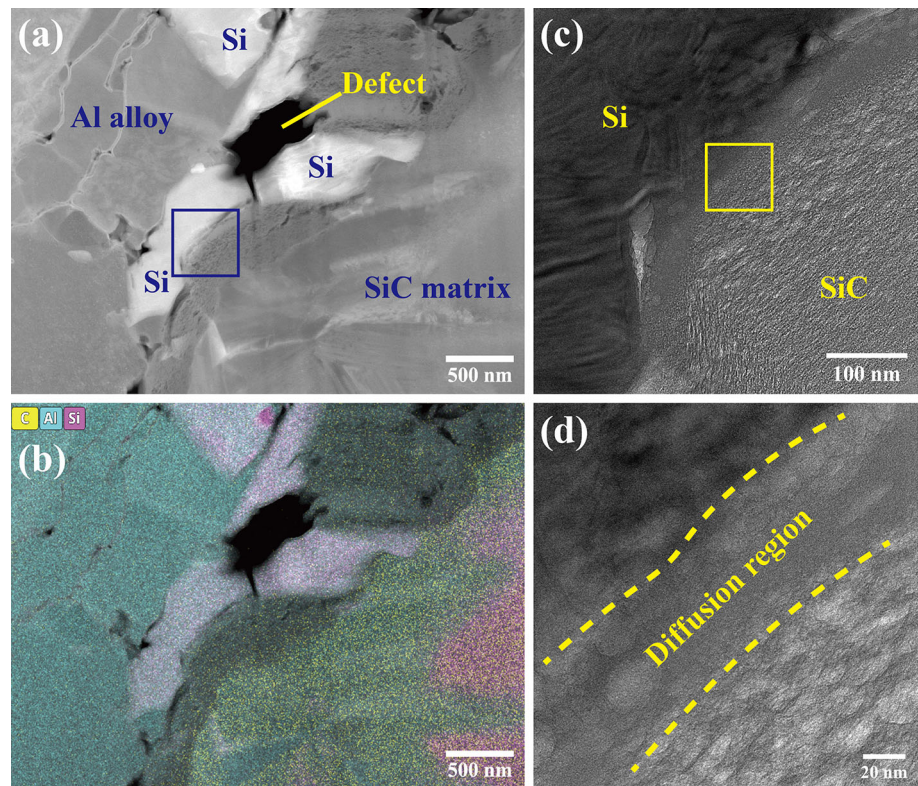 (a)
Si
Defect
Al alloy
Si
Si
SiC matrix
500 nm
(c)
Si
SiC
100 nm
C Al Si
(b)
500 nm
(d)
Diffusion region
20 nm